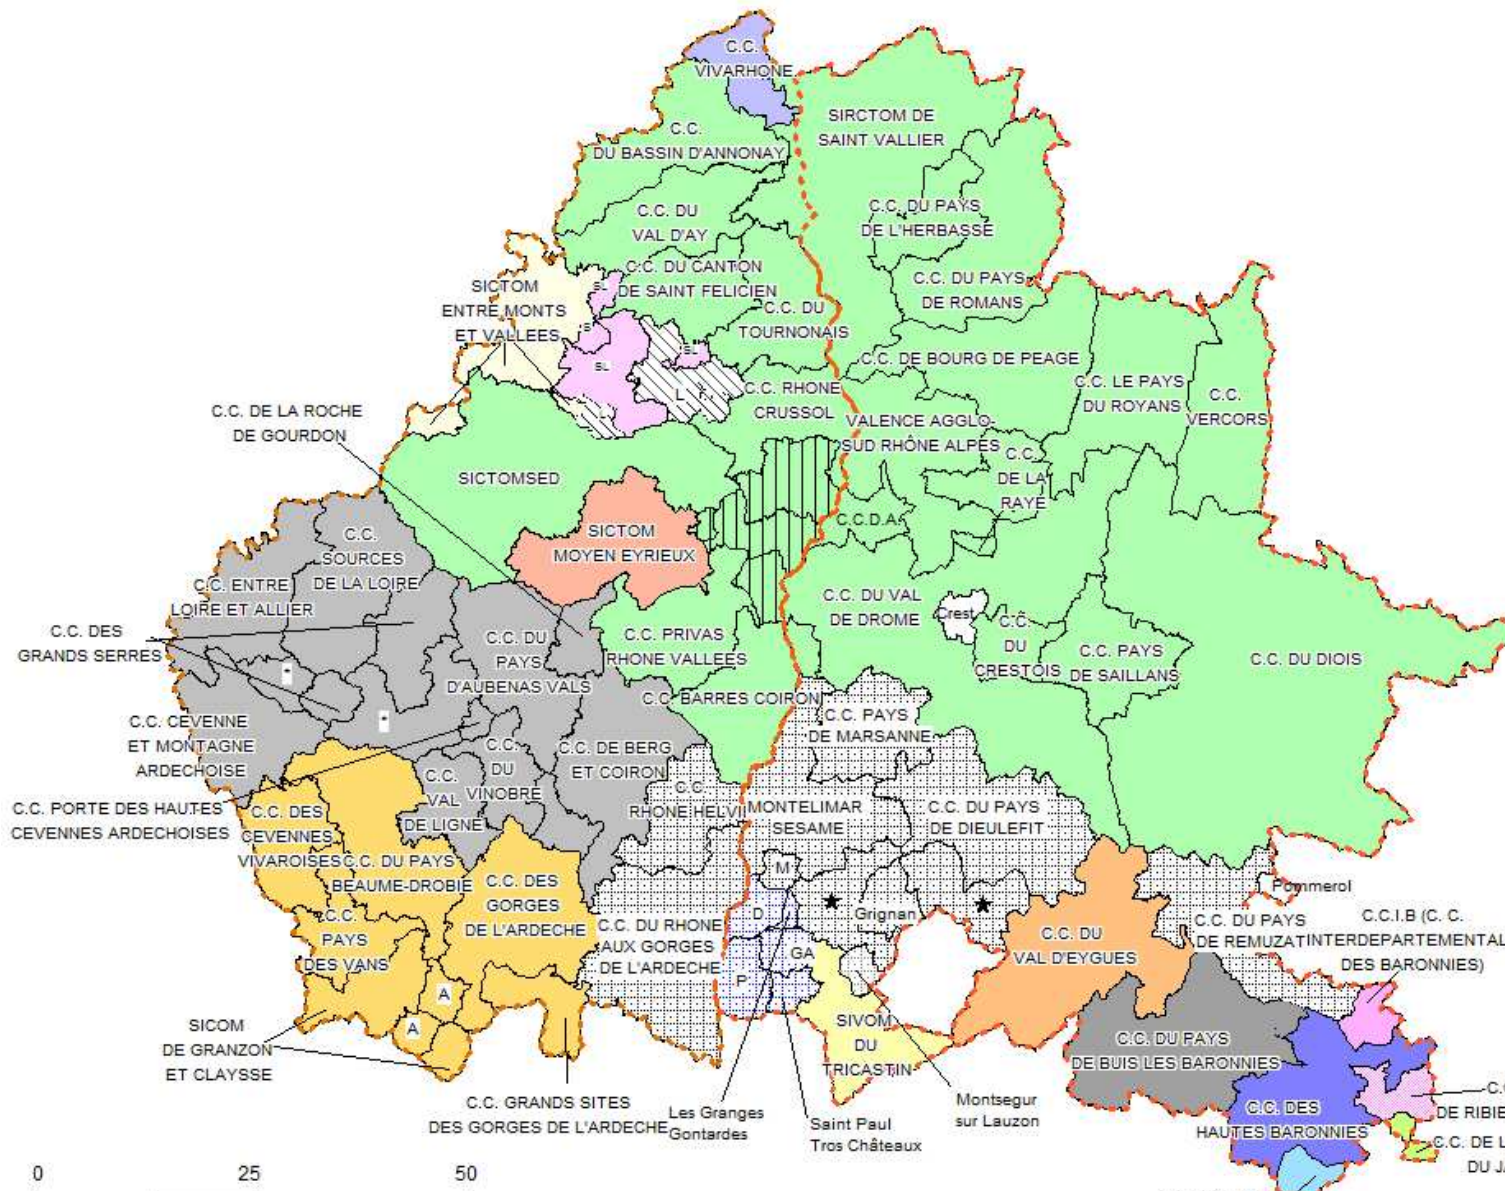 C.C.
VIVARHONE
SIRCTOM DE
SAINT VALLIER
C.C.
DU BASSIN D'ANNONAY
C.C. DU PAYS
DE L'HERBASSE
C.C. DU
VAL D'AY
C.C. DU CANTON
DE SAINT FELICIEN
C.C. DU PAYS
DE ROMANS
SICTOM
ENTRE MONTS
ET VALLEES
SL
SL
SL
L
C.C. DU
TOURNONAIS
C.C. DE BOURG DE PEAGE
C.C. RHONE
CRUSSOL
C.C. LE PAYS
DU ROYANS
C.C.
VERCORS
C.C. DE LA ROCHE
DE GOURDON
VALENCE AGGLO
SUD RHÔNE ALPES
C.C.
DE LA
RAYE
SICTOMSED
C.C.D.A.
SICTOM
MOYEN EYRIEUX
C.C.
SOURCES
DE LA LOIRE
C.C. ENTRE
LOIRE ET ALLIER
C.C. DES
GRANDS SERRES
*
*
C.C. DU
PAYS
D'AUBENAS VALS
C.C. PRIVAS
RHONE VALLEES
C.C. DU VAL
DE DROME
Crest
C.C.
DU
CRESTOIS
C.C. PAYS
DE SAILLANS
C.C. DU DIOIS
C.C. BARRES COIRON
C.C. CEVENNE
ET MONTAGNE
ARDECHOISE
C.C. PAYS
DE MARSANNE
C.C. DE BERG
ET COIRON
C.C.
DU
VINOBRE
C.C.
VAL
DE LIGNE
C.C.
RHONE HELVI
C.C. PORTE DES HAUTES
CEVENNES ARDECHOISES
C.C. DES
CEVENNES
VIVAROISES
MONTELIMAR
SESAME
C.C. DU PAYS
DE DIEULEFIT
C.C. DU PAYS
BEAUME-DROBIE
C.C. DES
GORGES
DE L'ARDECHE
M
D
★
Grignan
★
Pommerol
C.C.
PAYS
DES VANS
C.C. DU RHONE
AUX GORGES
DE L'ARDECHE
P
GA
C.C. DU
VAL D'EYGUES
C.C. DU PAYS
DE REMUZAT
C.C.I.B (C. C.
INTERDEPARTEMENTAL
DES BARONNIES)
A
A
SICOM
DE GRANZON
ET CLAYSSE
SIVOM
DU
TRICASTIN
C.C. DU PAYS
DE BUIS LES BARONNIES
C.C. GRANDS SITES
DES GORGES DE L'ARDECHE
Les Granges
Gontardes
Saint Paul
Tros Châteaux
Montsegur
sur Lauzon
C.C. DES
HAUTES BARONNIES
DE RIBIE
C.C. DE L
DU J
0 25 50